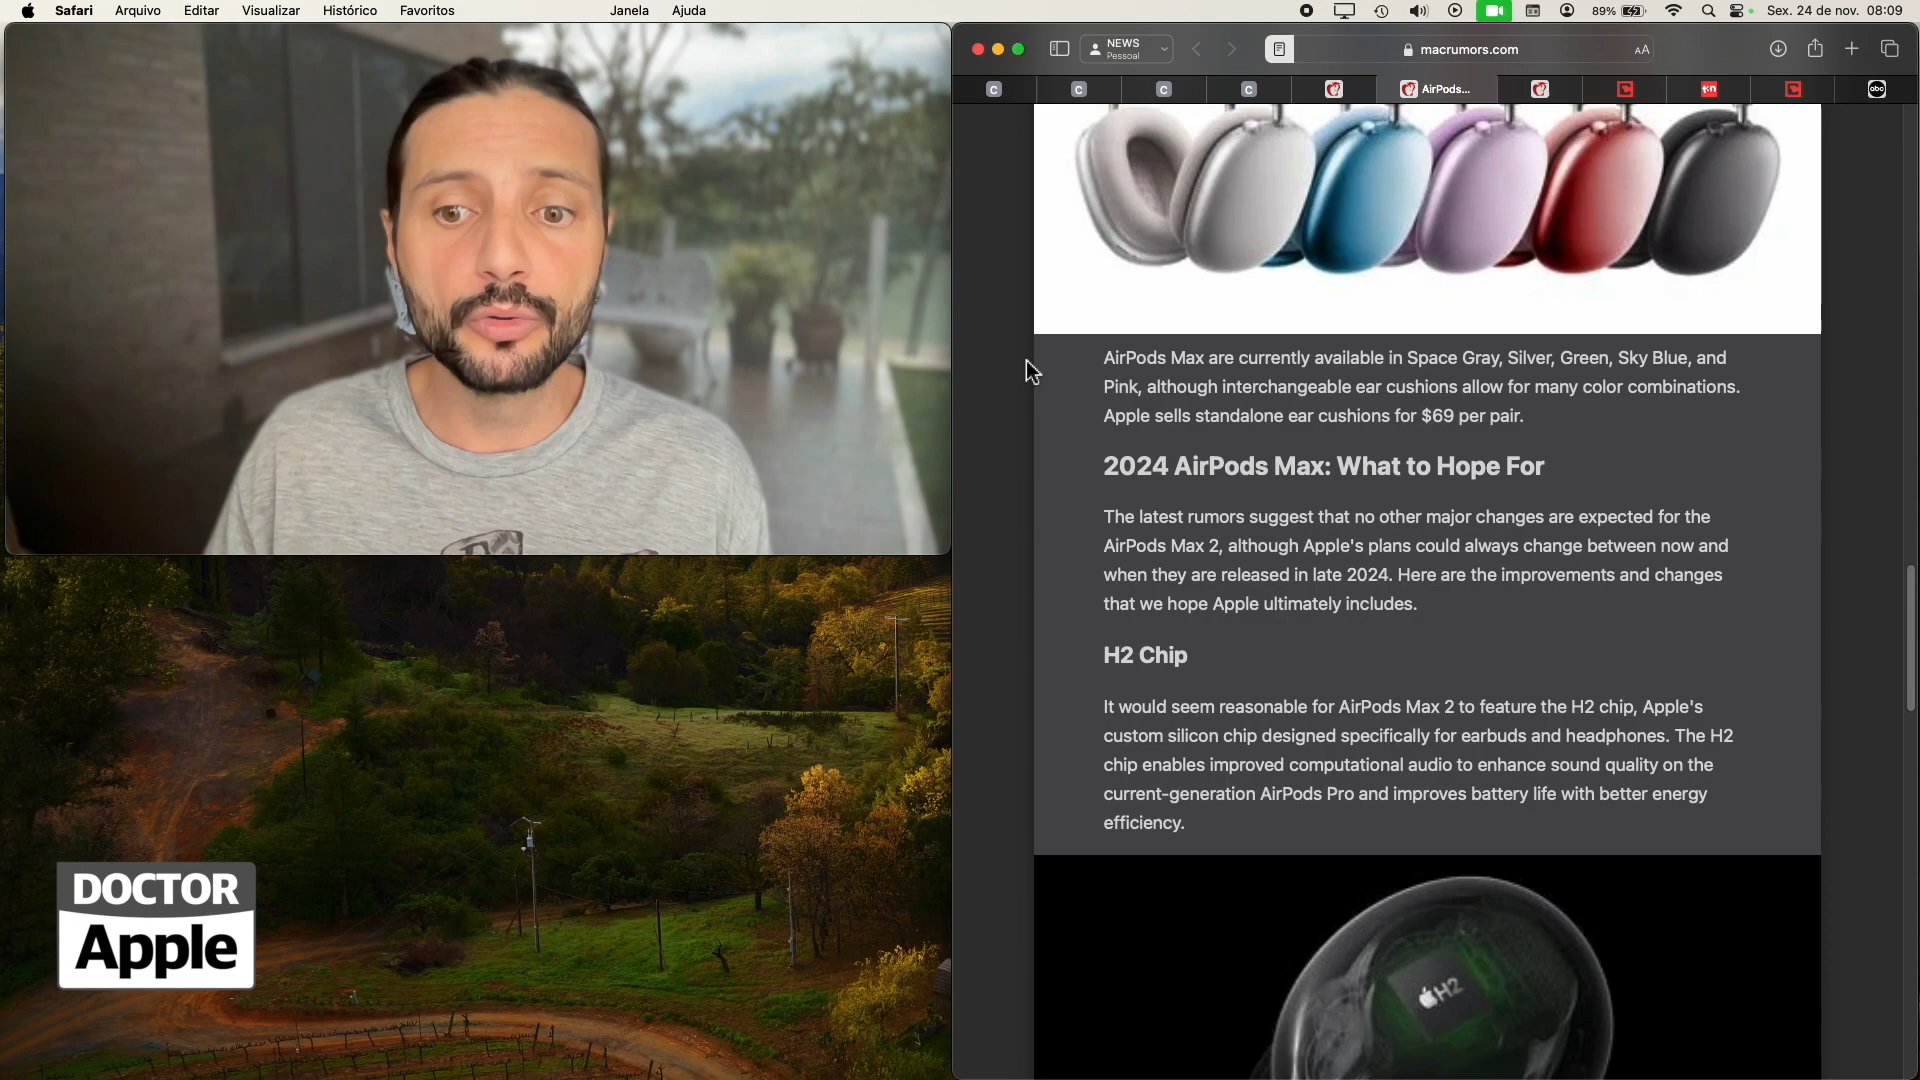 Safari Arquivo Editar Visualizar Histórico Favoritos Janela Ajuda 89% Sex. 24 de nov. 08:09
NEWS
Pessoal
macrumors.com
AA
C C C C AirPods... abc
AirPods Max are currently available in Space Gray, Silver, Green, Sky Blue, and
Pink, although interchangeable ear cushions allow for many color combinations.
Apple sells standalone ear cushions for $69 per pair.
2024 AirPods Max: What to Hope For
The latest rumors suggest that no other major changes are expected for the
AirPods Max 2, although Apple's plans could always change between now and
when they are released in late 2024. Here are the improvements and changes
that we hope Apple ultimately includes.
H2 Chip
It would seem reasonable for AirPods Max 2 to feature the H2 chip, Apple's
custom silicon chip designed specifically for earbuds and headphones. The H2
chip enables improved computational audio to enhance sound quality on the
current-generation AirPods Pro and improves battery life with better energy
efficiency.
H2
DOCTOR
Apple